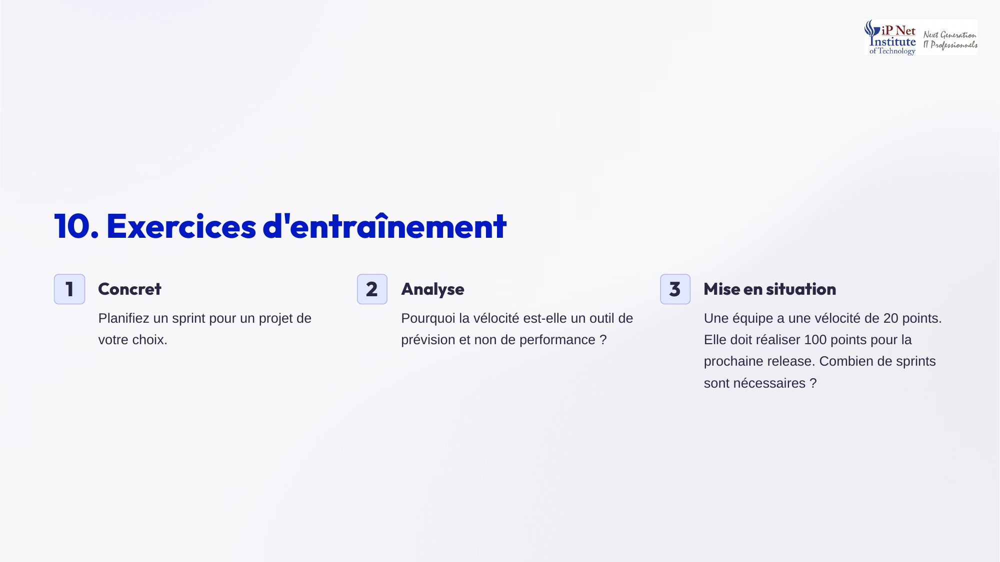 iP Net
Institute
of Technology
Next Generation
IT Professionnels
10. Exercices d'entraînement
1
Concret
Planifiez un sprint pour un projet de
votre choix.
2
Analyse
Pourquoi la vélocité est-elle un outil de
prévision et non de performance ?
3
Mise en situation
Une équipe a une vélocité de 20 points.
Elle doit réaliser 100 points pour la
prochaine release. Combien de sprints
sont nécessaires ?